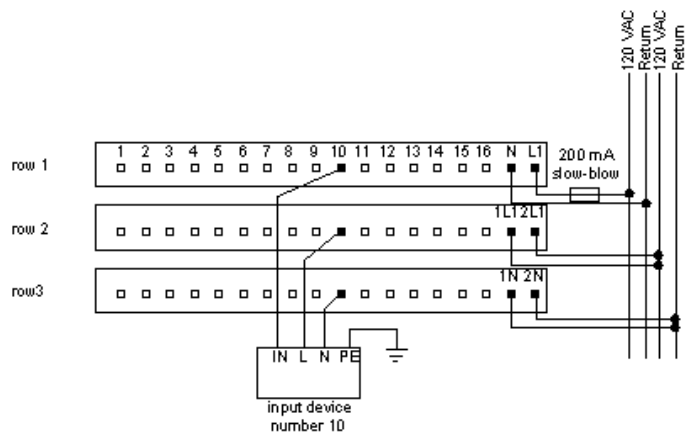 120 VAC
Return
120 VAC
Return
1 2 3 4 5 6 7 8 9 10 11 12 13 14 15 16 N L1
200 mA
slow-blow
row 1
1L1 2L1
row 2
1N 2N
row3
IN L N PE
input device
number 10